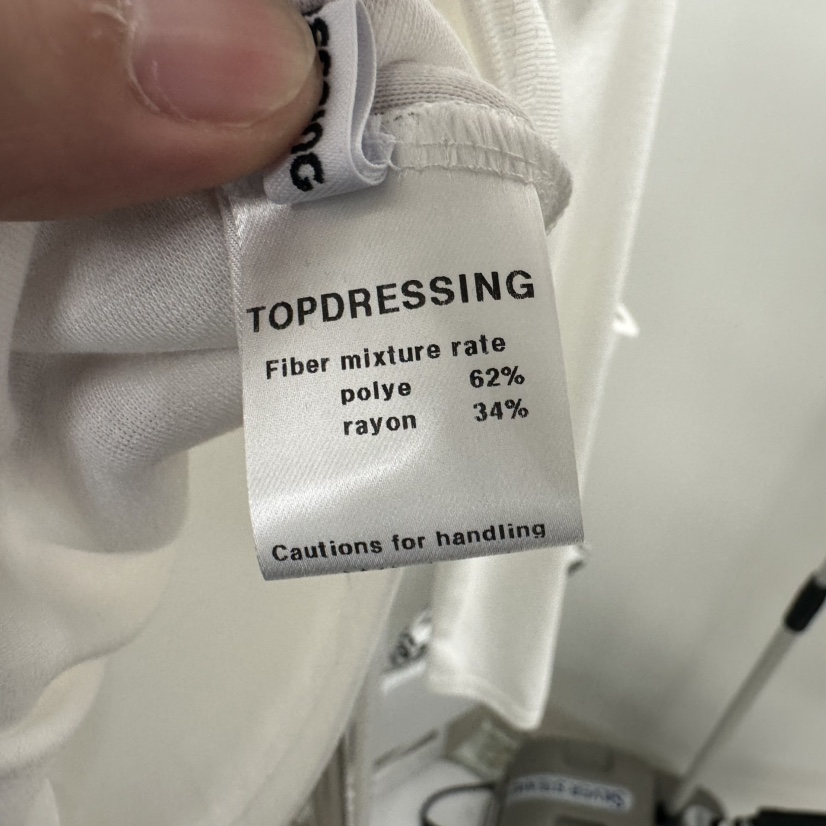 TOPDRESSING
Fiber mixture rate
polye 62%
rayon 34%
Cautions for handling